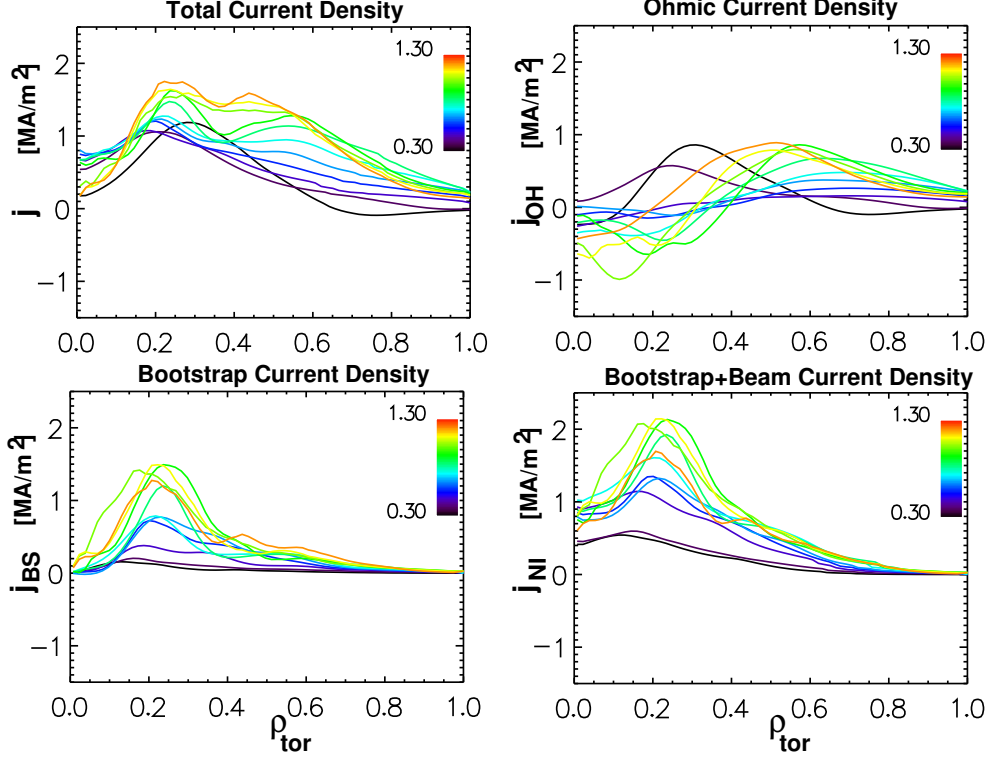 Total Current Density
j [MA/m²]
2
1
0
−1
1.30
0.30
0.0 0.2 0.4 0.6 0.8 1.0
Ohmic Current Density
jOH [MA/m²]
2
1
0
−1
1.30
0.30
0.0 0.2 0.4 0.6 0.8 1.0
Bootstrap Current Density
jBS [MA/m²]
2
1
0
−1
1.30
0.30
0.0 0.2 0.4 0.6 0.8 1.0
ρtor
Bootstrap+Beam Current Density
jNI [MA/m²]
2
1
0
−1
1.30
0.30
0.0 0.2 0.4 0.6 0.8 1.0
ρtor